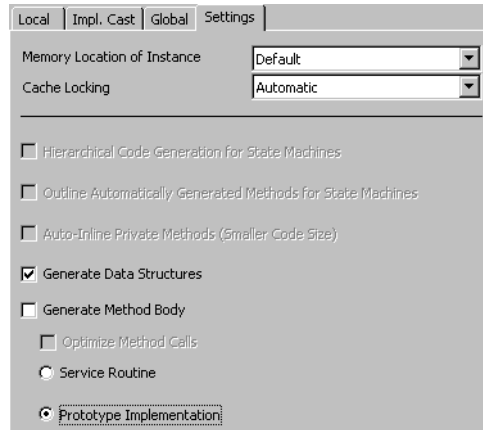 Local Impl. Cast Global Settings
Memory Location of Instance Default
Cache Locking Automatic
Hierarchical Code Generation for State Machines
Outline Automatically Generated Methods for State Machines
Auto-Inline Private Methods (Smaller Code Size)
Generate Data Structures
Generate Method Body
Optimize Method Calls
Service Routine
Prototype Implementation